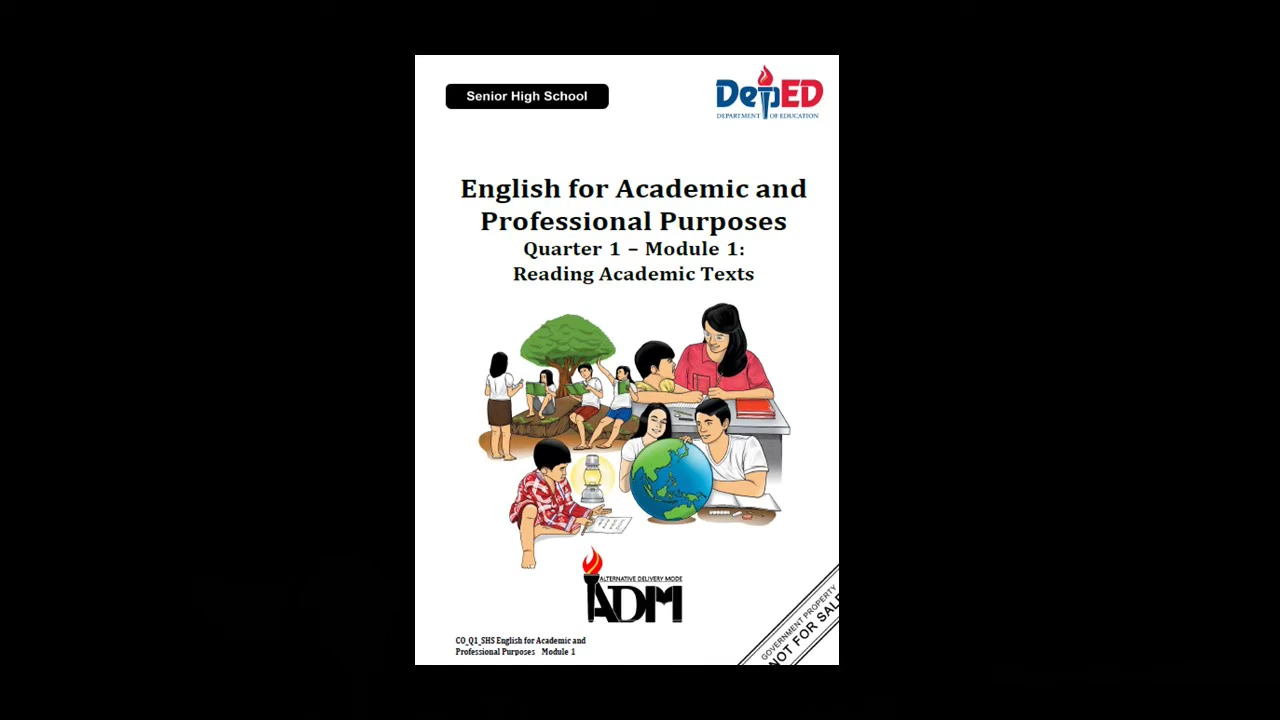 Senior High School
DepED
DEPARTMENT OF EDUCATION
English for Academic and
Professional Purposes
Quarter 1 – Module 1:
Reading Academic Texts
ALTERNATIVE DELIVERY MODE
ADM
CO_Q1_SHS English for Academic and
Professional Purposes Module 1
GOVERNMENT PROPERTY
NOT FOR SALE